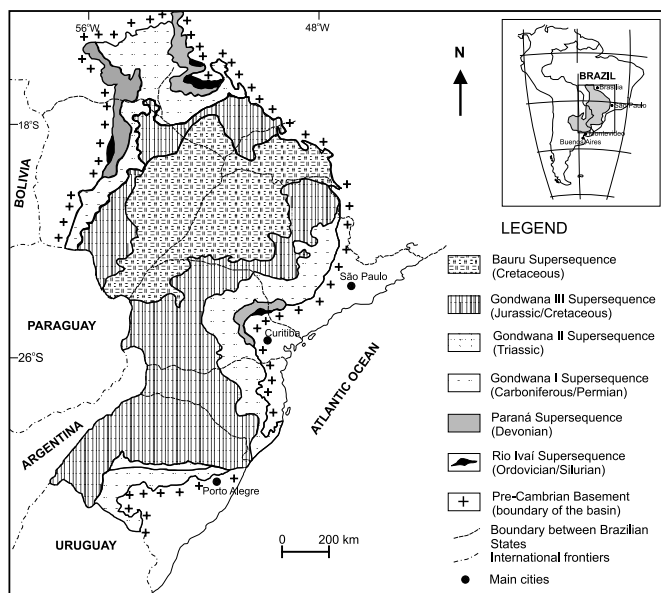 56°W
48°W
18°S
26°S
N
BOLIVIA
PARAGUAY
ARGENTINA
URUGUAY
ATLANTIC OCEAN
São Paulo
Curitiba
Porto Alegre
0 200 km
BRAZIL
Brasília
São Paulo
Montevideo
Buenos Aires
LEGEND
Bauru Supersequence
(Cretaceous)
Gondwana III Supersequence
(Jurassic/Cretaceous)
Gondwana II Supersequence
(Triassic)
Gondwana I Supersequence
(Carboniferous/Permian)
Paraná Supersequence
(Devonian)
Rio Ivaí Supersequence
(Ordovician/Silurian)
Pre-Cambrian Basement
(boundary of the basin)
Boundary between Brazilian
States
International frontiers
Main cities